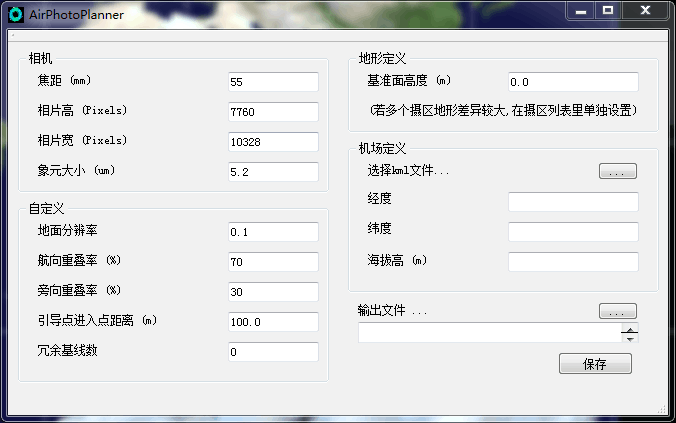 AirPhotoPlanner
相机
焦距 (mm)
55
相片高 (Pixels)
7760
相片宽 (Pixels)
10328
象元大小 (um)
5.2
自定义
地面分辨率
0.1
航向重叠率 (%)
70
旁向重叠率 (%)
30
引导点进入点距离 (m)
100.0
冗余基线数
0
地形定义
基准面高度 (m)
0.0
(若多个摄区地形差异较大,在摄区列表里单独设置)
机场定义
选择kml文件...
...
经度
纬度
海拔高 (m)
输出文件 ...
...
保存